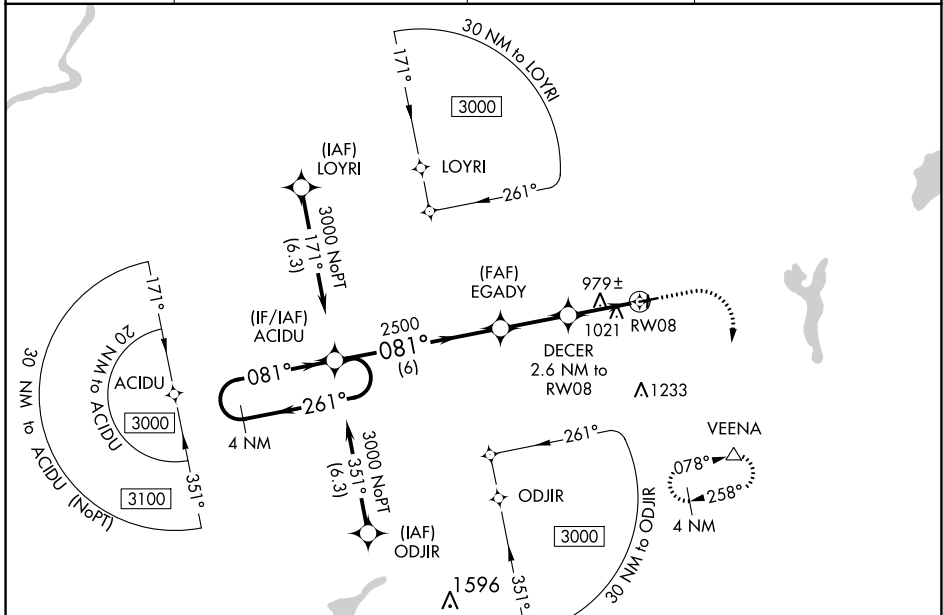 30 NM to LOYRI
171°
3000
LOYRI
261°
(IAF)
LOYRI
3000 NoPT
171°
(6.3)
(FAF)
EGADY
979±
1021
RW08
(IF/IAF)
ACIDU
2500
081°
(6)
DECER
2.6 NM to
RW08
1233
081°
261°
4 NM
171°
20 NM to ACIDU
ACIDU
3000
30 NM to ACIDU (NoPT)
3100
351°
3000 NoPT
351°
(6.3)
(IAF)
ODJIR
261°
ODJIR
3000
30 NM to ODJIR
351°
VEENA
078°
258°
4 NM
1596